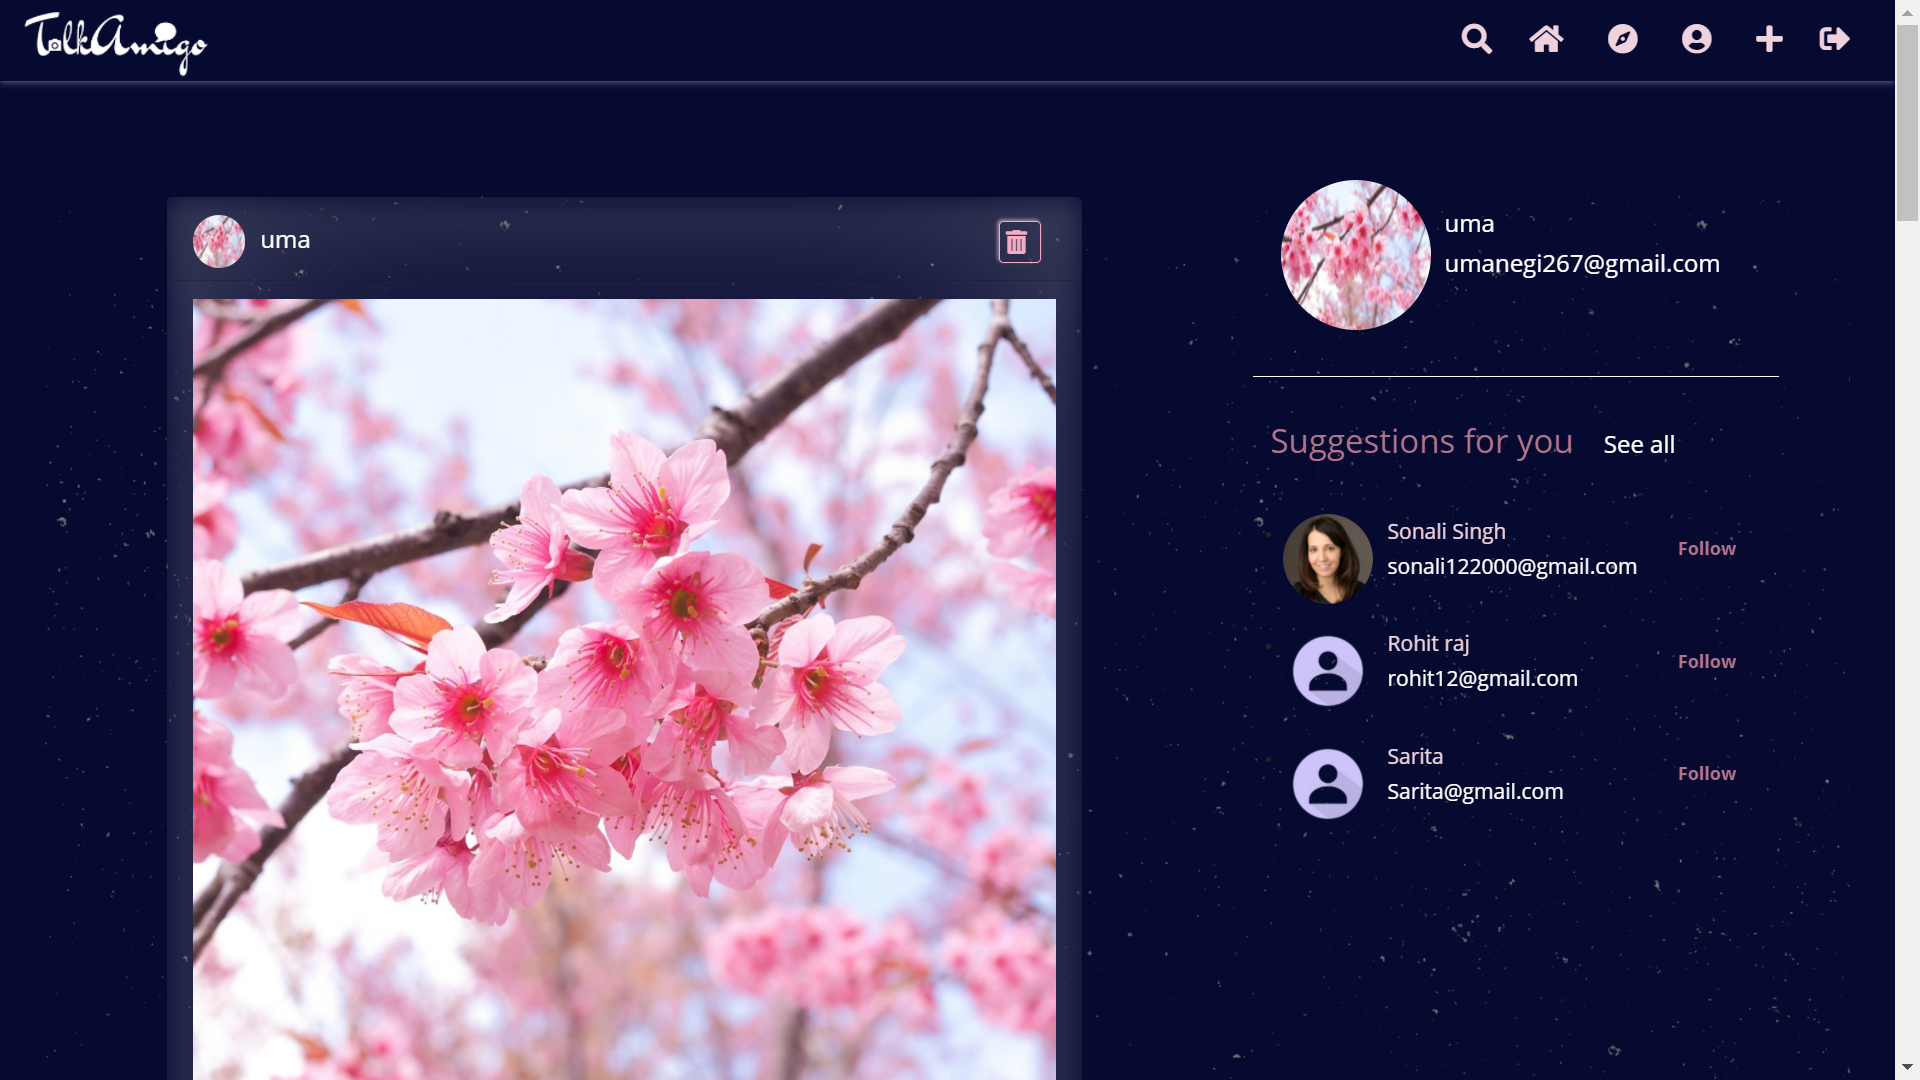 TalkAmigo
uma
uma
umanegi267@gmail.com
Suggestions for you See all
Sonali Singh
sonali122000@gmail.com
Follow
Rohit raj
rohit12@gmail.com
Follow
Sarita
Sarita@gmail.com
Follow